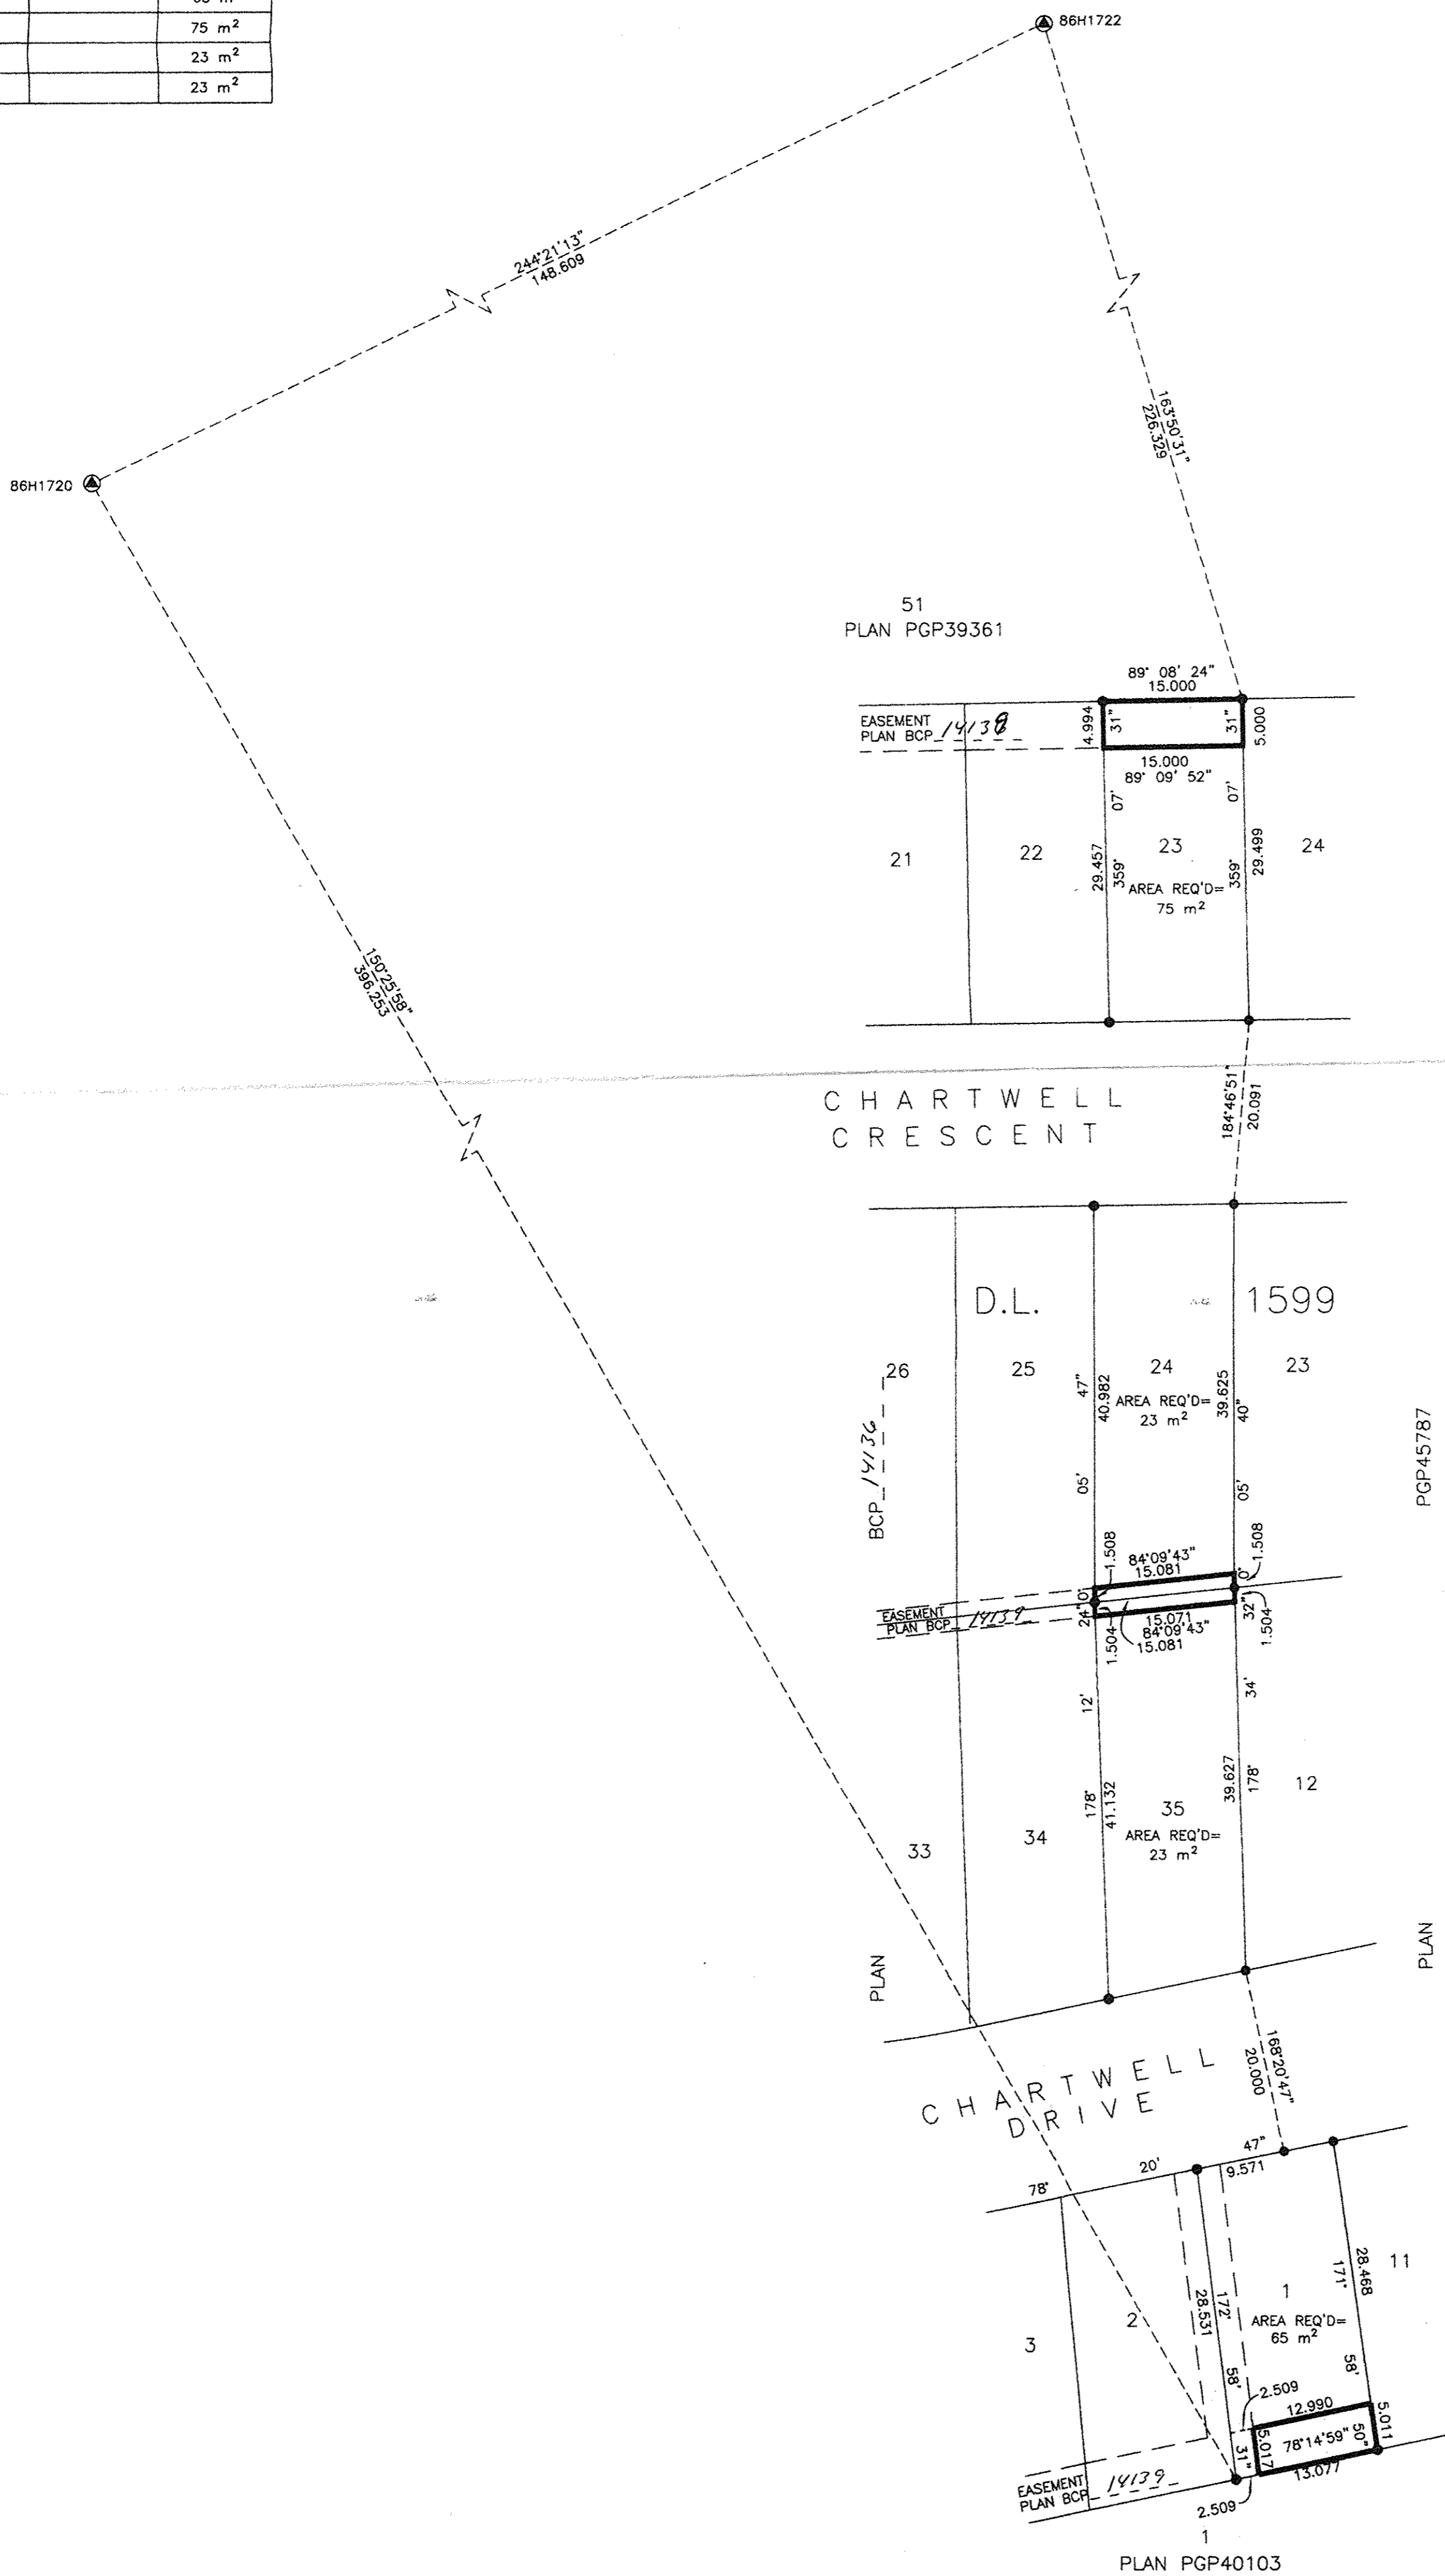 75 m²
23 m²
23 m²
86H1722
244°21'13"
148.609
86H1720
163°50'31"
226.329
51
PLAN PGP39361
89° 08' 24"
15.000
EASEMENT
PLAN BCP 14138
4.994
31"
31"
5.000
15.000
89° 09' 52"
07'
07'
21
22
29.457
359°
23
AREA REQ'D=
75 m²
359°
29.499
24
150°25'58"
396.253
CHARTWELL
CRESCENT
184°46'51"
20.091
D.L. 1599
26
25
47"
40.982
24
AREA REQ'D=
23 m²
39.625
40"
23
BCP 14136
PGP45787
05'
05'
1.508
84°09'43"
15.081
0°
0°
1.508
EASEMENT
PLAN BCP 14139
24"
1.504
15.071
84°09'43"
15.081
32"
1.504
12'
34'
178°
41.132
39.627
178°
12
33
34
35
AREA REQ'D=
23 m²
PLAN
PLAN
168°20'47"
20.000
CHARTWELL
DRIVE
78°
20'
47"
9.571
28.531
172°
58'
31"
28.468
171°
58'
50"
11
1
AREA REQ'D=
65 m²
2
3
2.509
12.990
5.017
78°14'59"
5.011
13.077
EASEMENT
PLAN BCP 14139
2.509
1
PLAN PGP40103